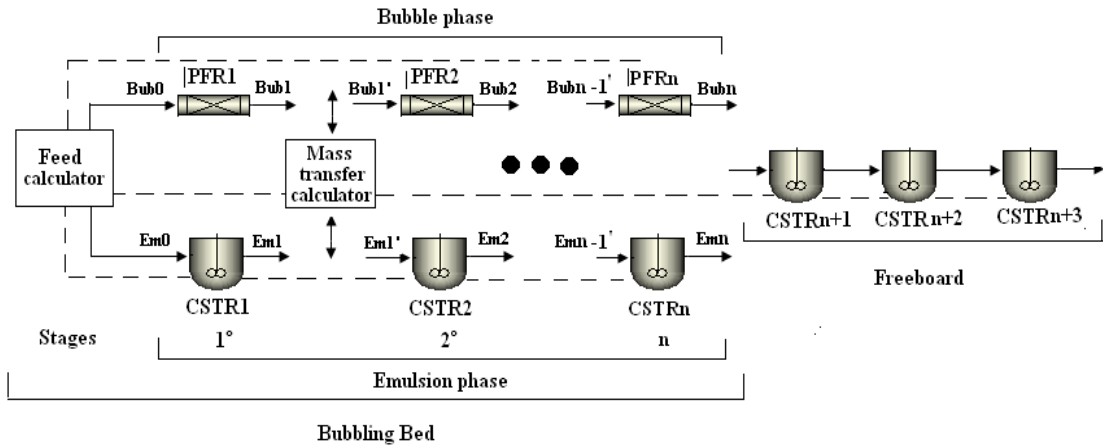 Bubble phase
PFR1
PFR2
PFRn
Bub0
Bub1
Bub1'
Bub2
Bubn -1'
Bubn
Feed
calculator
Mass
transfer
calculator
CSTRn+1
CSTRn+2
CSTRn+3
Em0
Em1
Em1'
Em2
Emn -1'
Emn
Freeboard
CSTR1
CSTR2
CSTRn
Stages
1°
2°
n
Emulsion phase
Bubbling Bed